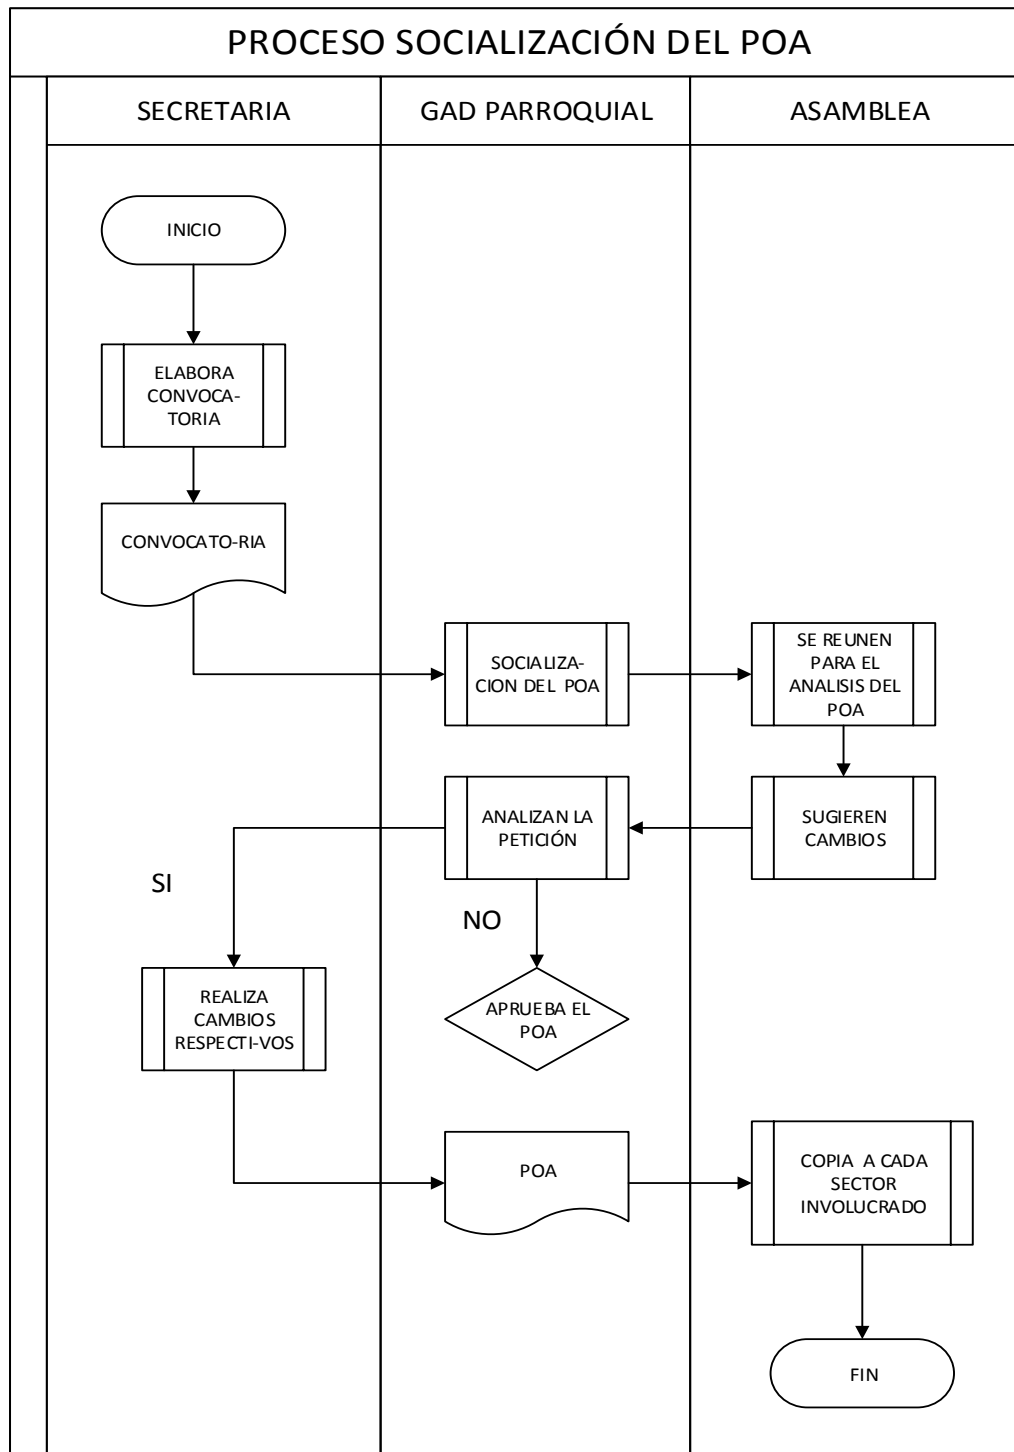 PROCESO SOCIALIZACIÓN DEL POA
SECRETARIA
GAD PARROQUIAL
ASAMBLEA
INICIO
ELABORA
CONVOCA-
TORIA
CONVOCATO-RIA
SOCIALIZA-
CION DEL POA
SE REUNEN
PARA EL
ANALISIS DEL
POA
ANALIZAN LA
PETICIÓN
SUGIEREN
CAMBIOS
SI
NO
REALIZA
CAMBIOS
RESPECTI-VOS
APRUEBA EL
POA
POA
COPIA A CADA
SECTOR
INVOLUCRADO
FIN